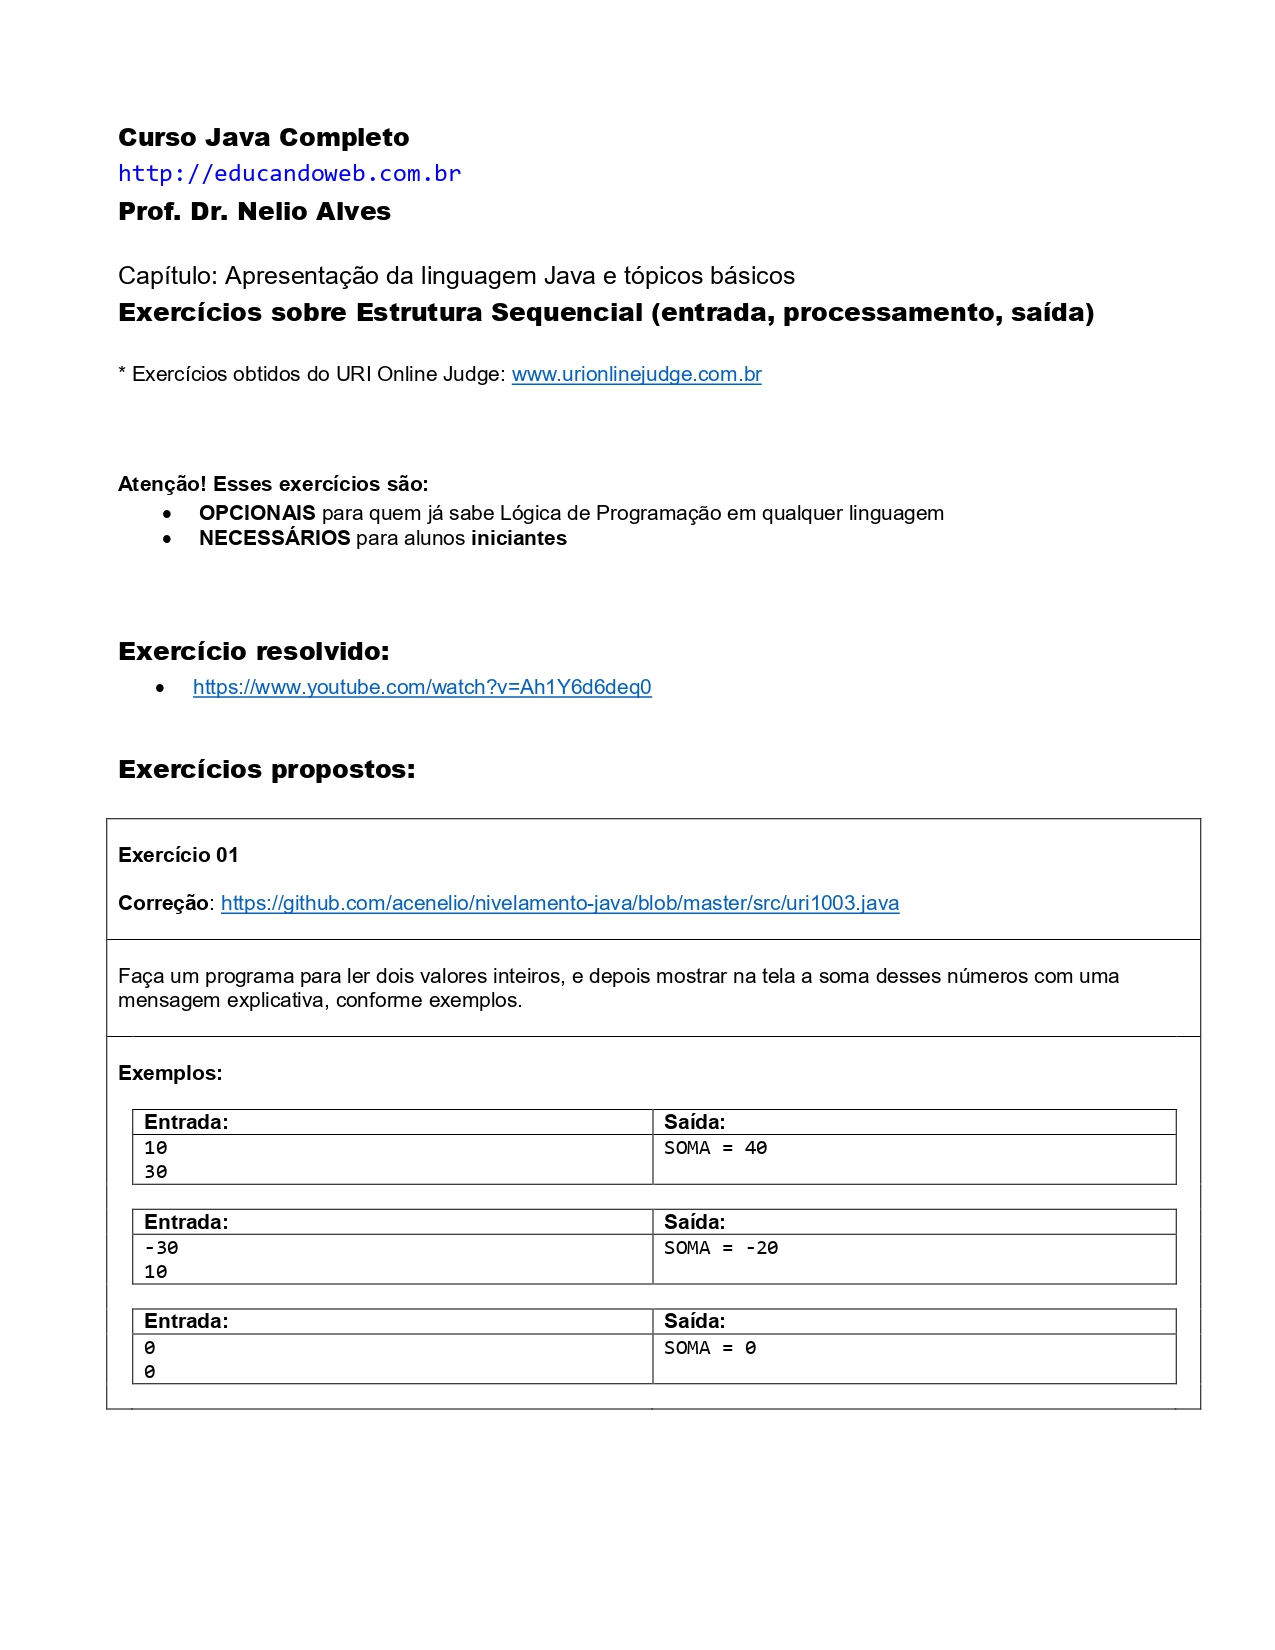 Curso Java Completo
http://educandoweb.com.br
Prof. Dr. Nelio Alves
Capítulo: Apresentação da linguagem Java e tópicos básicos
Exercícios sobre Estrutura Sequencial (entrada, processamento, saída)
* Exercícios obtidos do URI Online Judge: www.urionlinejudge.com.br
Atenção! Esses exercícios são:
• OPCIONAIS para quem já sabe Lógica de Programação em qualquer linguagem
• NECESSÁRIOS para alunos iniciantes
Exercício resolvido:
• https://www.youtube.com/watch?v=Ah1Y6d6deq0
Exercícios propostos:
Exercício 01
Correção: https://github.com/acenelio/nivelamento-java/blob/master/src/uri1003.java
Faça um programa para ler dois valores inteiros, e depois mostrar na tela a soma desses números com uma
mensagem explicativa, conforme exemplos.
Exemplos:
Entrada: Saída:
10 SOMA = 40
30
Entrada: Saída:
-30 SOMA = -20
10
Entrada: Saída:
0 SOMA = 0
0